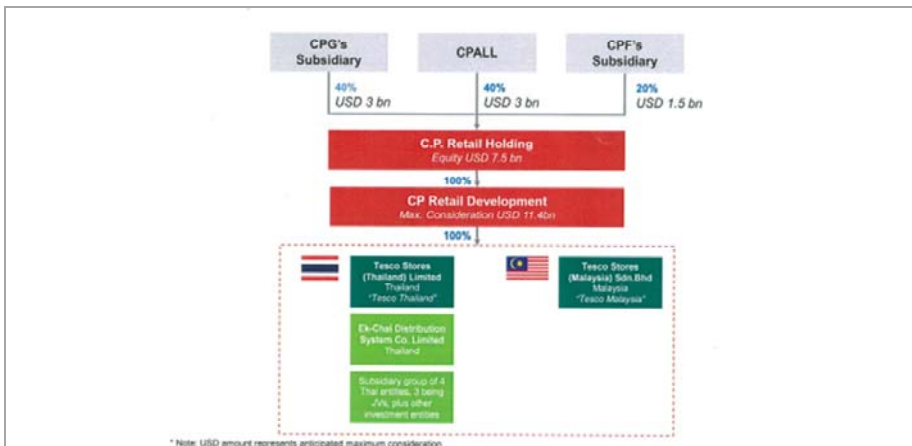 CPG's
Subsidiary
CPALL
CPF's
Subsidiary
40%
USD 3 bn
40%
USD 3 bn
20%
USD 1.5 bn
C.P. Retail Holding
Equity USD 7.5 bn
100%
CP Retail Development
Max. Consideration USD 11.4bn
100%
Tesco Stores
(Thailand) Limited
Thailand
"Tesco Thailand"
Tesco Stores
(Malaysia) Sdn.Bhd
Malaysia
"Tesco Malaysia"
Ek-Chai Distribution
System Co. Limited
Thailand
Subsidiary group of 4
Thai entities, 3 being
JVs, plus other
investment entities
* Note: USD amount represents anticipated maximum consideration